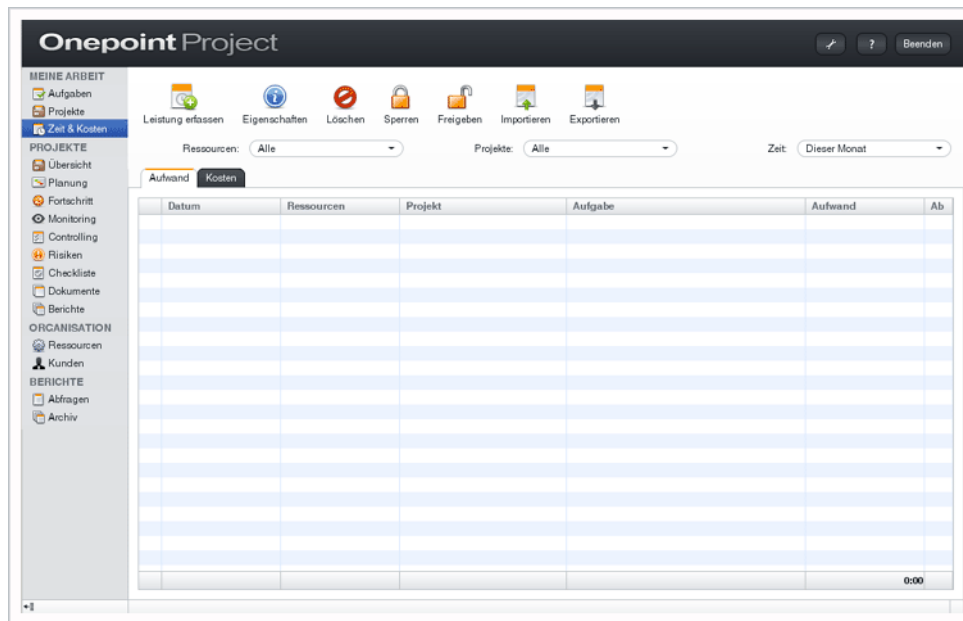 Onepoint Project
? Beenden
MEINE ARBEIT
Aufgaben
Projekte
Zeit & Kosten
PROJEKTE
Übersicht
Planung
Fortschritt
Monitoring
Controlling
Risiken
Checkliste
Dokumente
Berichte
ORGANISATION
Ressourcen
Kunden
BERICHTE
Abfragen
Archiv
Leistung erfassen Eigenschaften Löschen Sperren Freigeben Importieren Exportieren
Ressourcen: Alle Projekte: Alle Zeit: Dieser Monat
Aufwand Kosten
Datum Ressourcen Projekt Aufgabe Aufwand Ab
0:00